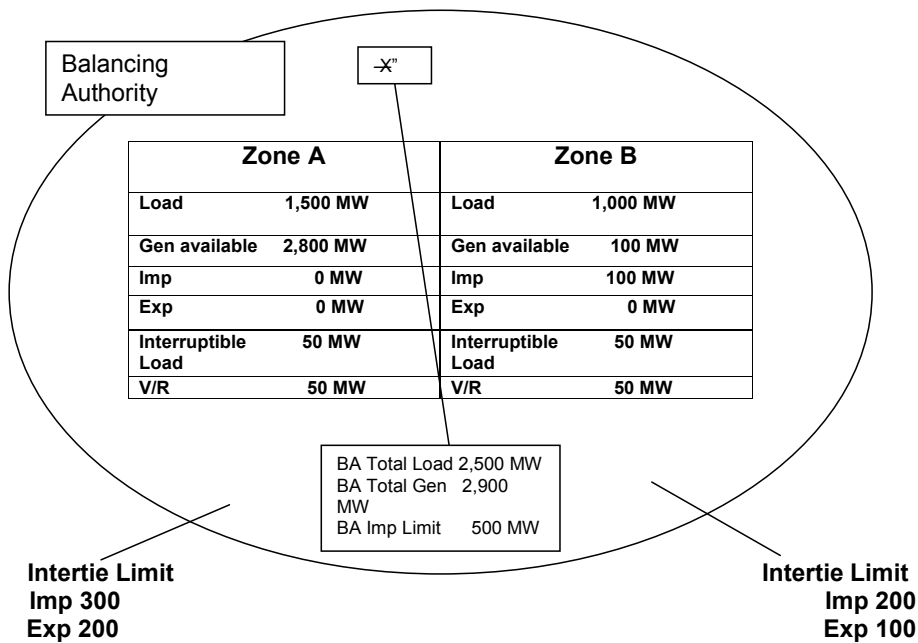 Balancing
Authority
X”
Zone A Zone B
Load 1,500 MW Load 1,000 MW
Gen available 2,800 MW Gen available 100 MW
Imp 0 MW Imp 100 MW
Exp 0 MW Exp 0 MW
Interruptible 50 MW Interruptible 50 MW
Load Load
V/R 50 MW V/R 50 MW
BA Total Load 2,500 MW
BA Total Gen 2,900
MW
BA Imp Limit 500 MW
Intertie Limit
Imp 300
Exp 200
Intertie Limit
Imp 200
Exp 100